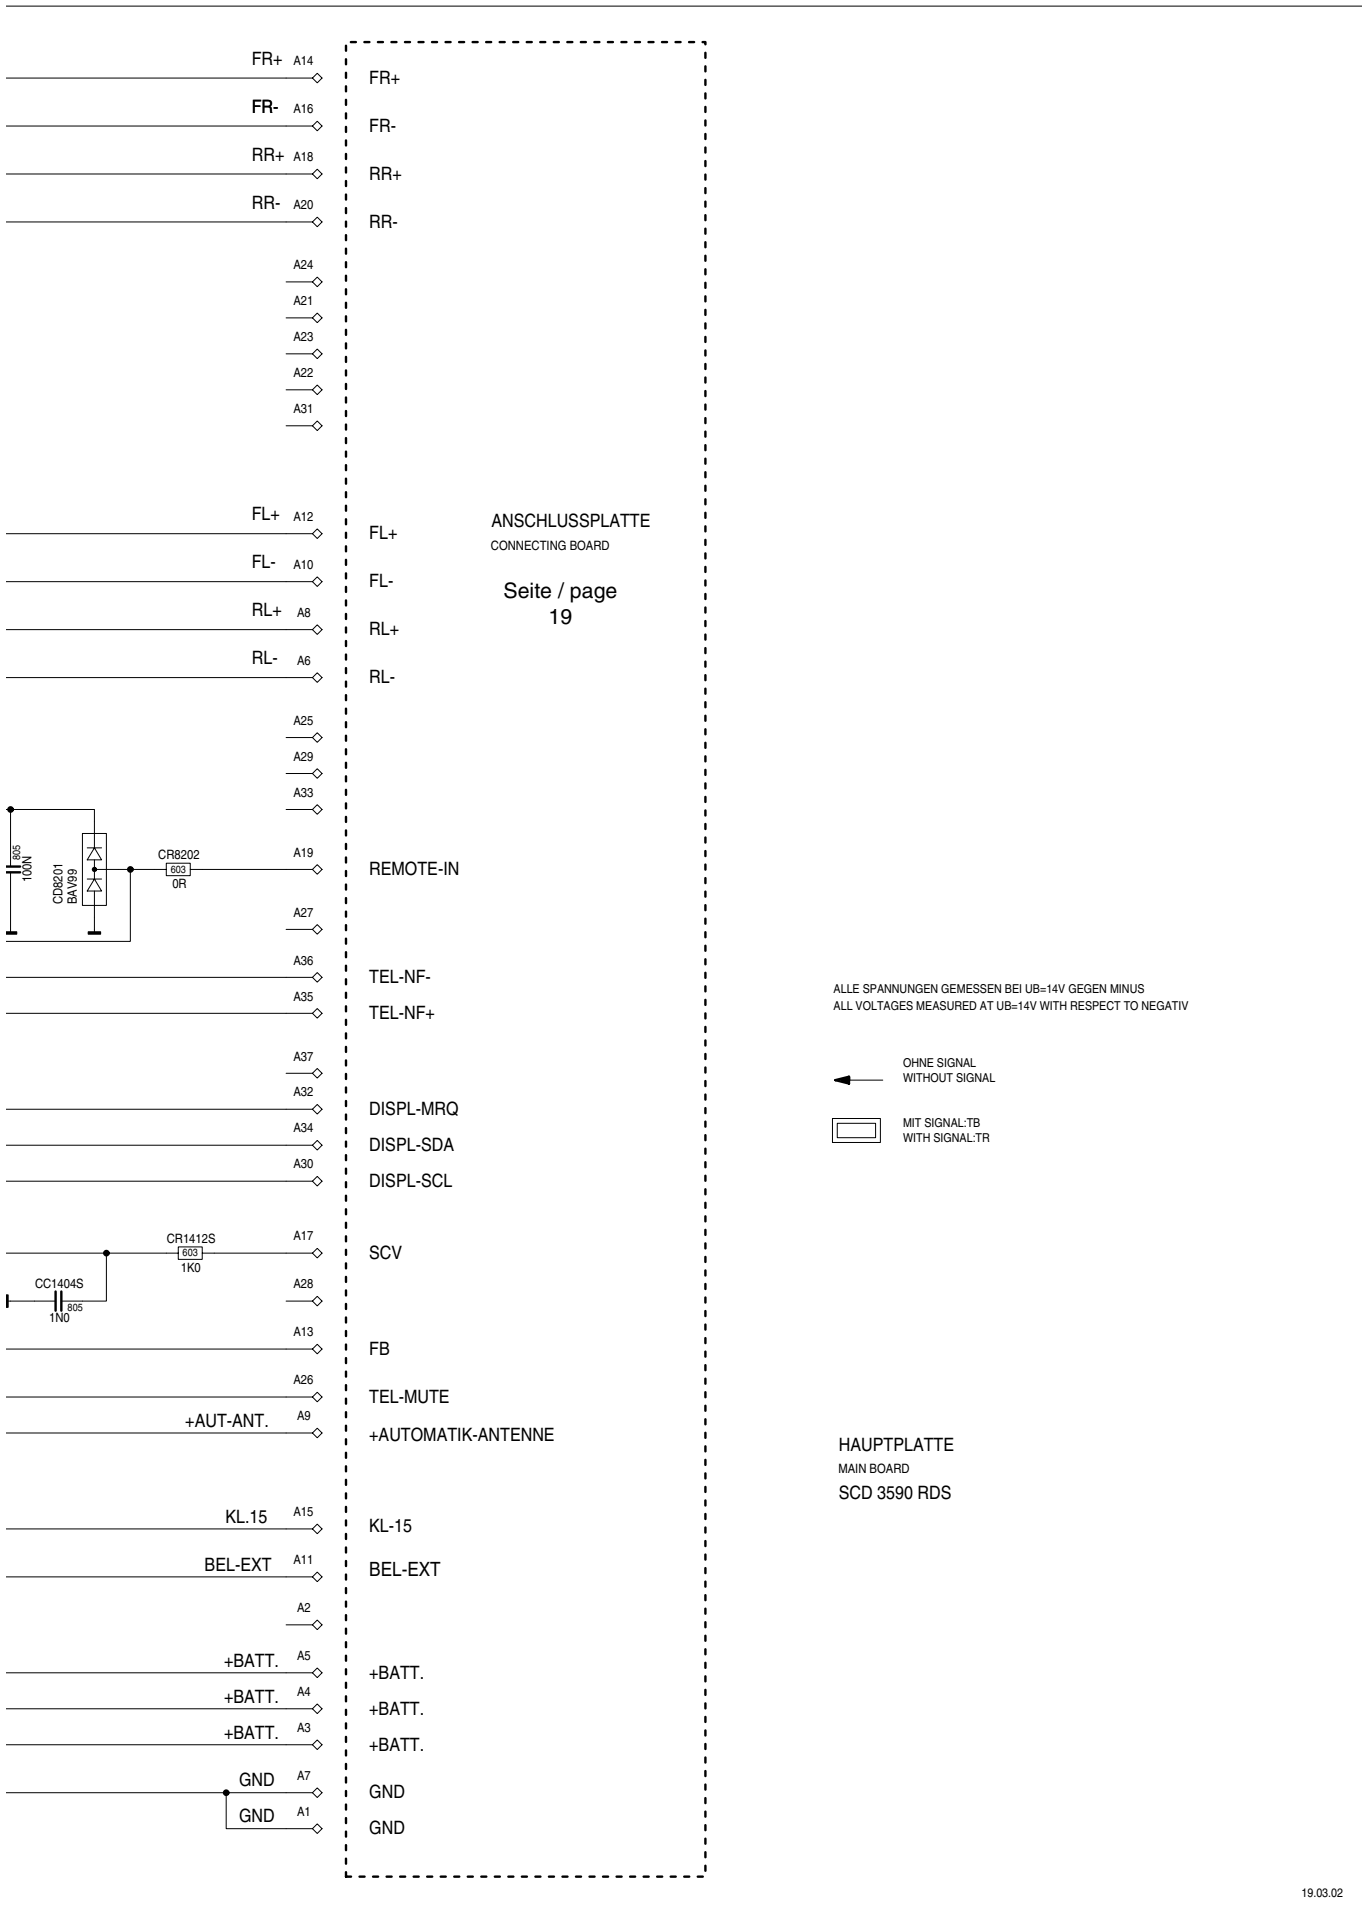 FR+ A14
FR+
FR- A16
FR-
RR+ A18
RR+
RR- A20
RR-
A24
A21
A23
A22
A31
FL+ A12
FL+
FL- A10
FL-
RL+ A8
RL+
RL- A6
RL-
ANSCHLUSSPLATTE
CONNECTING BOARD
Seite / page
19
A25
A29
A33
805
100N
CD8201
BAV99
CR8202
603
0R
A19
REMOTE-IN
A27
A36
TEL-NF-
A35
TEL-NF+
A37
A32
DISPL-MRQ
A34
DISPL-SDA
A30
DISPL-SCL
CR1412S
603
1K0
A17
SCV
CC1404S
805
1N0
A28
A13
FB
A26
TEL-MUTE
+AUT-ANT. A9
+AUTOMATIK-ANTENNE
KL.15 A15
KL-15
BEL-EXT A11
BEL-EXT
A2
+BATT. A5
+BATT.
+BATT. A4
+BATT.
+BATT. A3
+BATT.
GND A7
GND
GND A1
GND
ALLE SPANNUNGEN GEMESSEN BEI UB=14V GEGEN MINUS
ALL VOLTAGES MEASURED AT UB=14V WITH RESPECT TO NEGATIV
OHNE SIGNAL
WITHOUT SIGNAL
MIT SIGNAL:TB
WITH SIGNAL:TR
HAUPTPLATTE
MAIN BOARD
SCD 3590 RDS
19.03.02